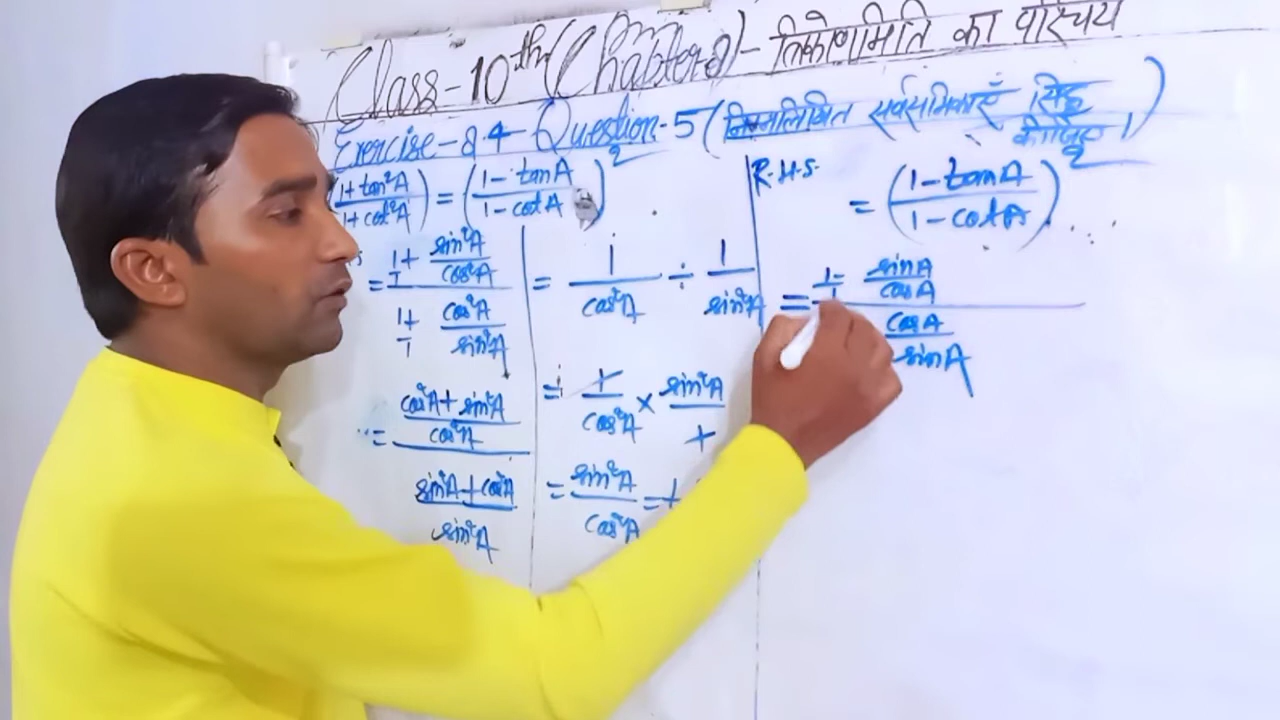 Class-10th (Chapter-8)- त्रिकोणमिति का परिचय
Exercise-8.4 Question-5 (निम्नलिखित सर्वसमिकाएँ सिद्ध
कीजिए।)
(1+tan²A / 1+cot²A) = (1-tanA / 1-cotA)²
= 1/1 + sin²A/cos²A
1/1 + cos²A/sin²A
= cos²A + sin²A / cos²A
sin²A + cos²A / sin²A
= 1/cos²A ÷ 1/sin²A
= 1/cos²A × sin²A/1
= sin²A/cos²A =
R.H.S.
= (1-tanA / 1-cotA)²
= 1/1 - sinA/cosA
cosA/sinA